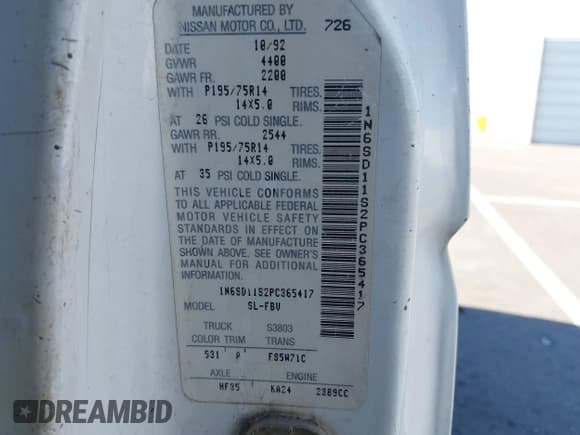 MANUFACTURED BY
NISSAN MOTOR CO., LTD. 726
DATE 10/92
GVWR 4400
GAWR FR. 2200
WITH P195/75R14 TIRES.
14X5.0 RIMS.
AT 26 PSI COLD SINGLE.
GAWR RR. 2544
WITH P195/75R14 TIRES.
14X5.0 RIMS.
AT 35 PSI COLD SINGLE.
THIS VEHICLE CONFORMS
TO ALL APPLICABLE FEDERAL
MOTOR VEHICLE SAFETY
STANDARDS IN EFFECT ON
THE DATE OF MANUFACTURE
SHOWN ABOVE. SEE OWNER'S
MANUAL FOR ADDITIONAL
INFORMATION
1N6SD11S2PC365417
MODEL SL-FBU
TRUCK S3803
COLOR TRIM TRANS
531 FS5W71C
AXLE ENGINE
HF35 KA24 2389CC
1N6SD11S2PC365417
DREAMBID